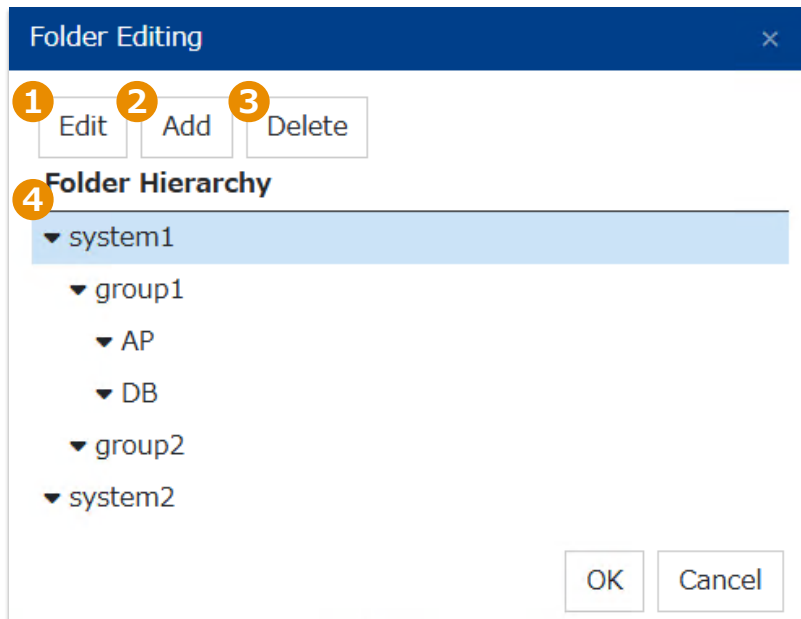 Folder Editing ×
1 Edit 2 Add 3 Delete
4 Folder Hierarchy
system1
group1
AP
DB
group2
system2
OK Cancel